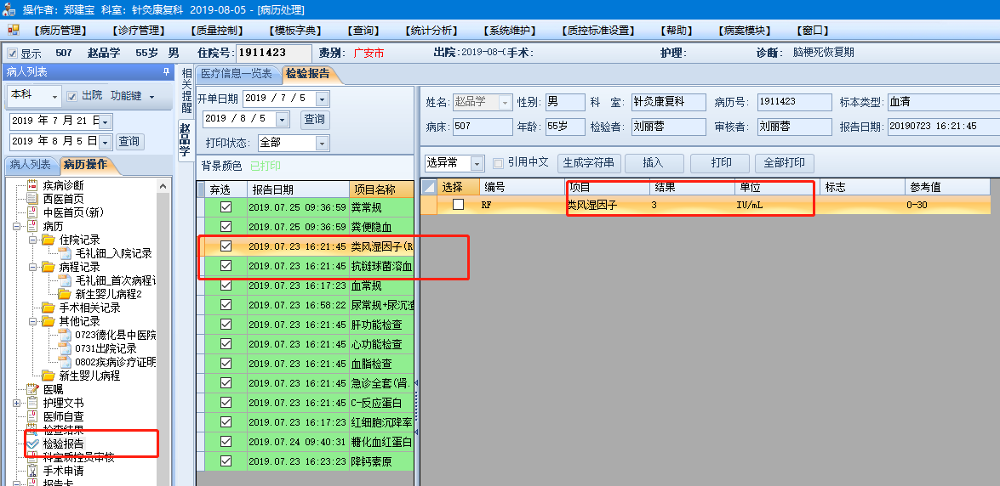 操作者：郑建宝 科室：针灸康复科 2019-08-05 - [病历处理]
【病历管理】 【诊疗管理】 【质量控制】 【模板字典】 【查询】 【统计分析】 【系统维护】 【质控标准设置】 【帮助】 【病案模块】 【窗口】
显示 507 赵品学 55岁 男 住院号: 1911423 费别: 广安市 出院:2019-08-0 手术: 护理: 诊断: 脑梗死恢复期
病人列表
本科 出院 功能键
2019 年 7 月 21 日
2019 年 8 月 5 日 查询
病人列表 病历操作
疾病诊断
西医首页
中医首页(新)
病历
住院记录
毛礼钿_入院记录
病程记录
毛礼钿_首次病程记
新生婴儿病程2
手术相关记录
其他记录
0723德化县中医院
0731出院记录
0802疾病诊疗证明
新生婴儿病程
医嘱
护理文书
医师自查
检查结果
检验报告
科室质控员审核
手术申请
报告卡
相关提醒
赵品学
医疗信息一览表 检验报告
开单日期 2019 / 7 / 5
2019 / 8 / 5 查询
打印状态: 全部
背景颜色 已打印
弃选 报告日期 项目名称
2019.07.25 09:36:59 粪常规
2019.07.25 09:36:59 粪便隐血
2019.07.23 16:21:45 类风湿因子(R
2019.07.23 16:21:45 抗链球菌溶血
2019.07.23 16:17:23 血常规
2019.07.23 16:58:22 尿常规+尿沉渣
2019.07.23 16:21:45 肝功能检查
2019.07.23 16:21:45 心功能检查
2019.07.23 16:21:45 血脂检查
2019.07.23 16:21:45 急诊全套(肾.
2019.07.23 16:21:45 C-反应蛋白
2019.07.23 16:17:23 红细胞沉降率
2019.07.24 09:40:31 糖化血红蛋白
2019.07.23 16:23:23 降钙素原
姓名: 赵品学 性别: 男 科 室: 针灸康复科 病历号: 1911423 标本类型: 血清
病床: 507 年龄: 55岁 检验者: 刘丽蓉 审核者: 刘丽蓉 报告日期: 20190723 16:21:45
选异常 引用中文 生成字符串 插入 打印 全部打印
选择 编号 项目 结果 单位 标志 参考值
RF 类风湿因子 3 IU/mL 0-30